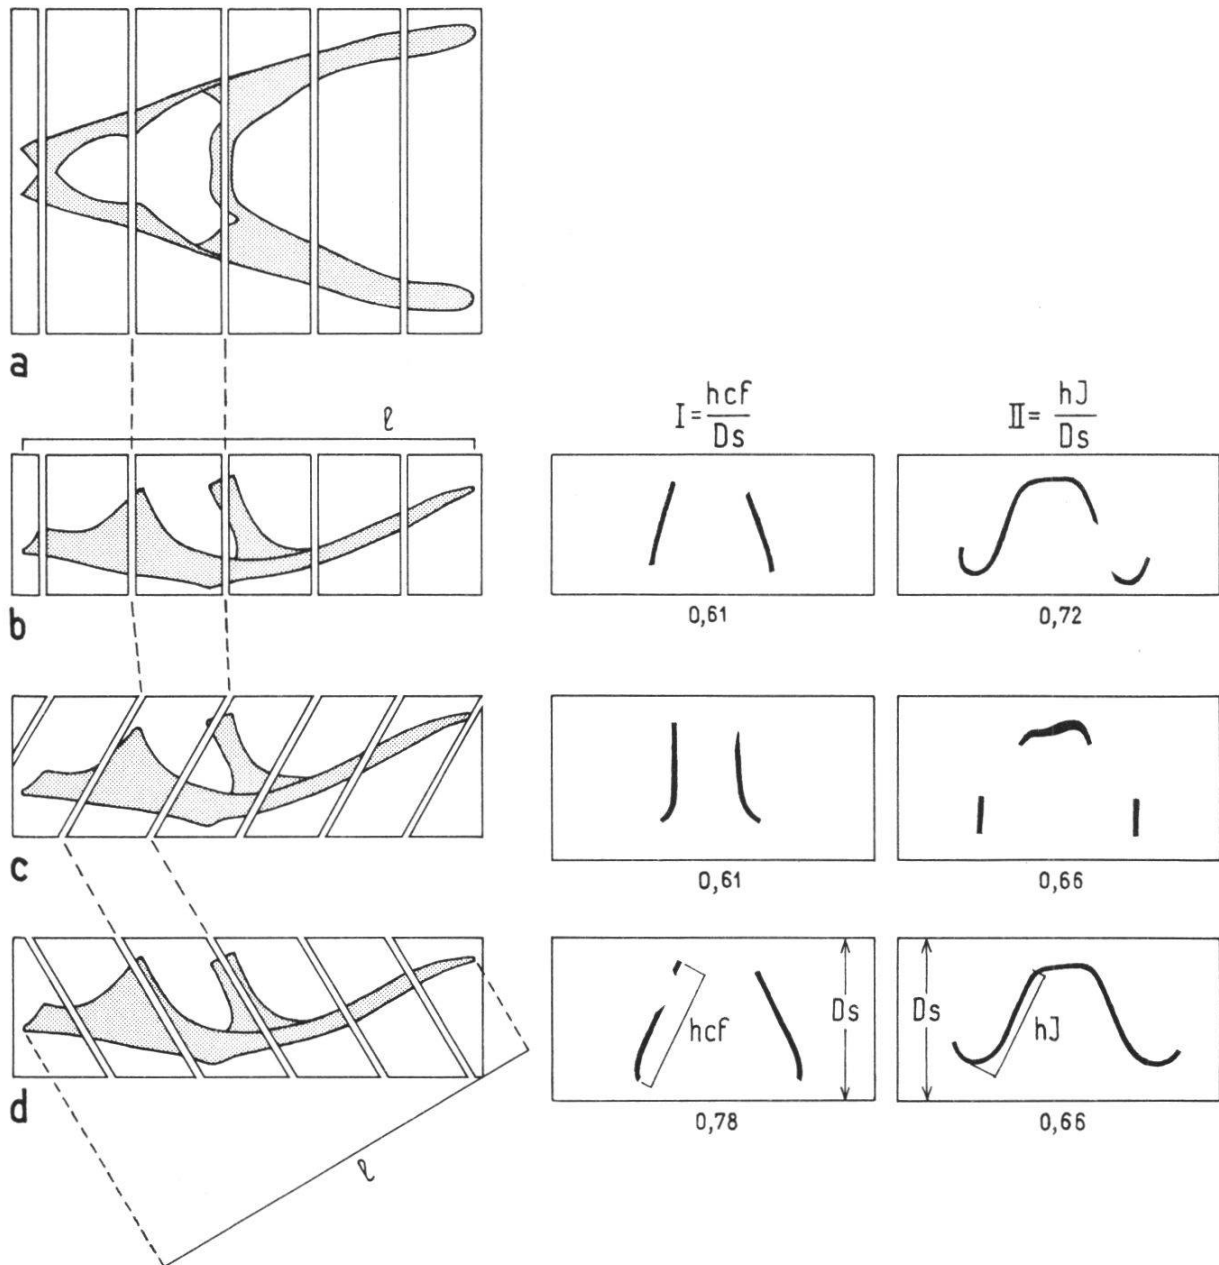 a
ℓ
I = hcf/Ds
II = hJ/Ds
b
0,61
0,72
c
0,61
0,66
hcf
Ds
Ds
hJ
d
0,78
0,66
ℓ